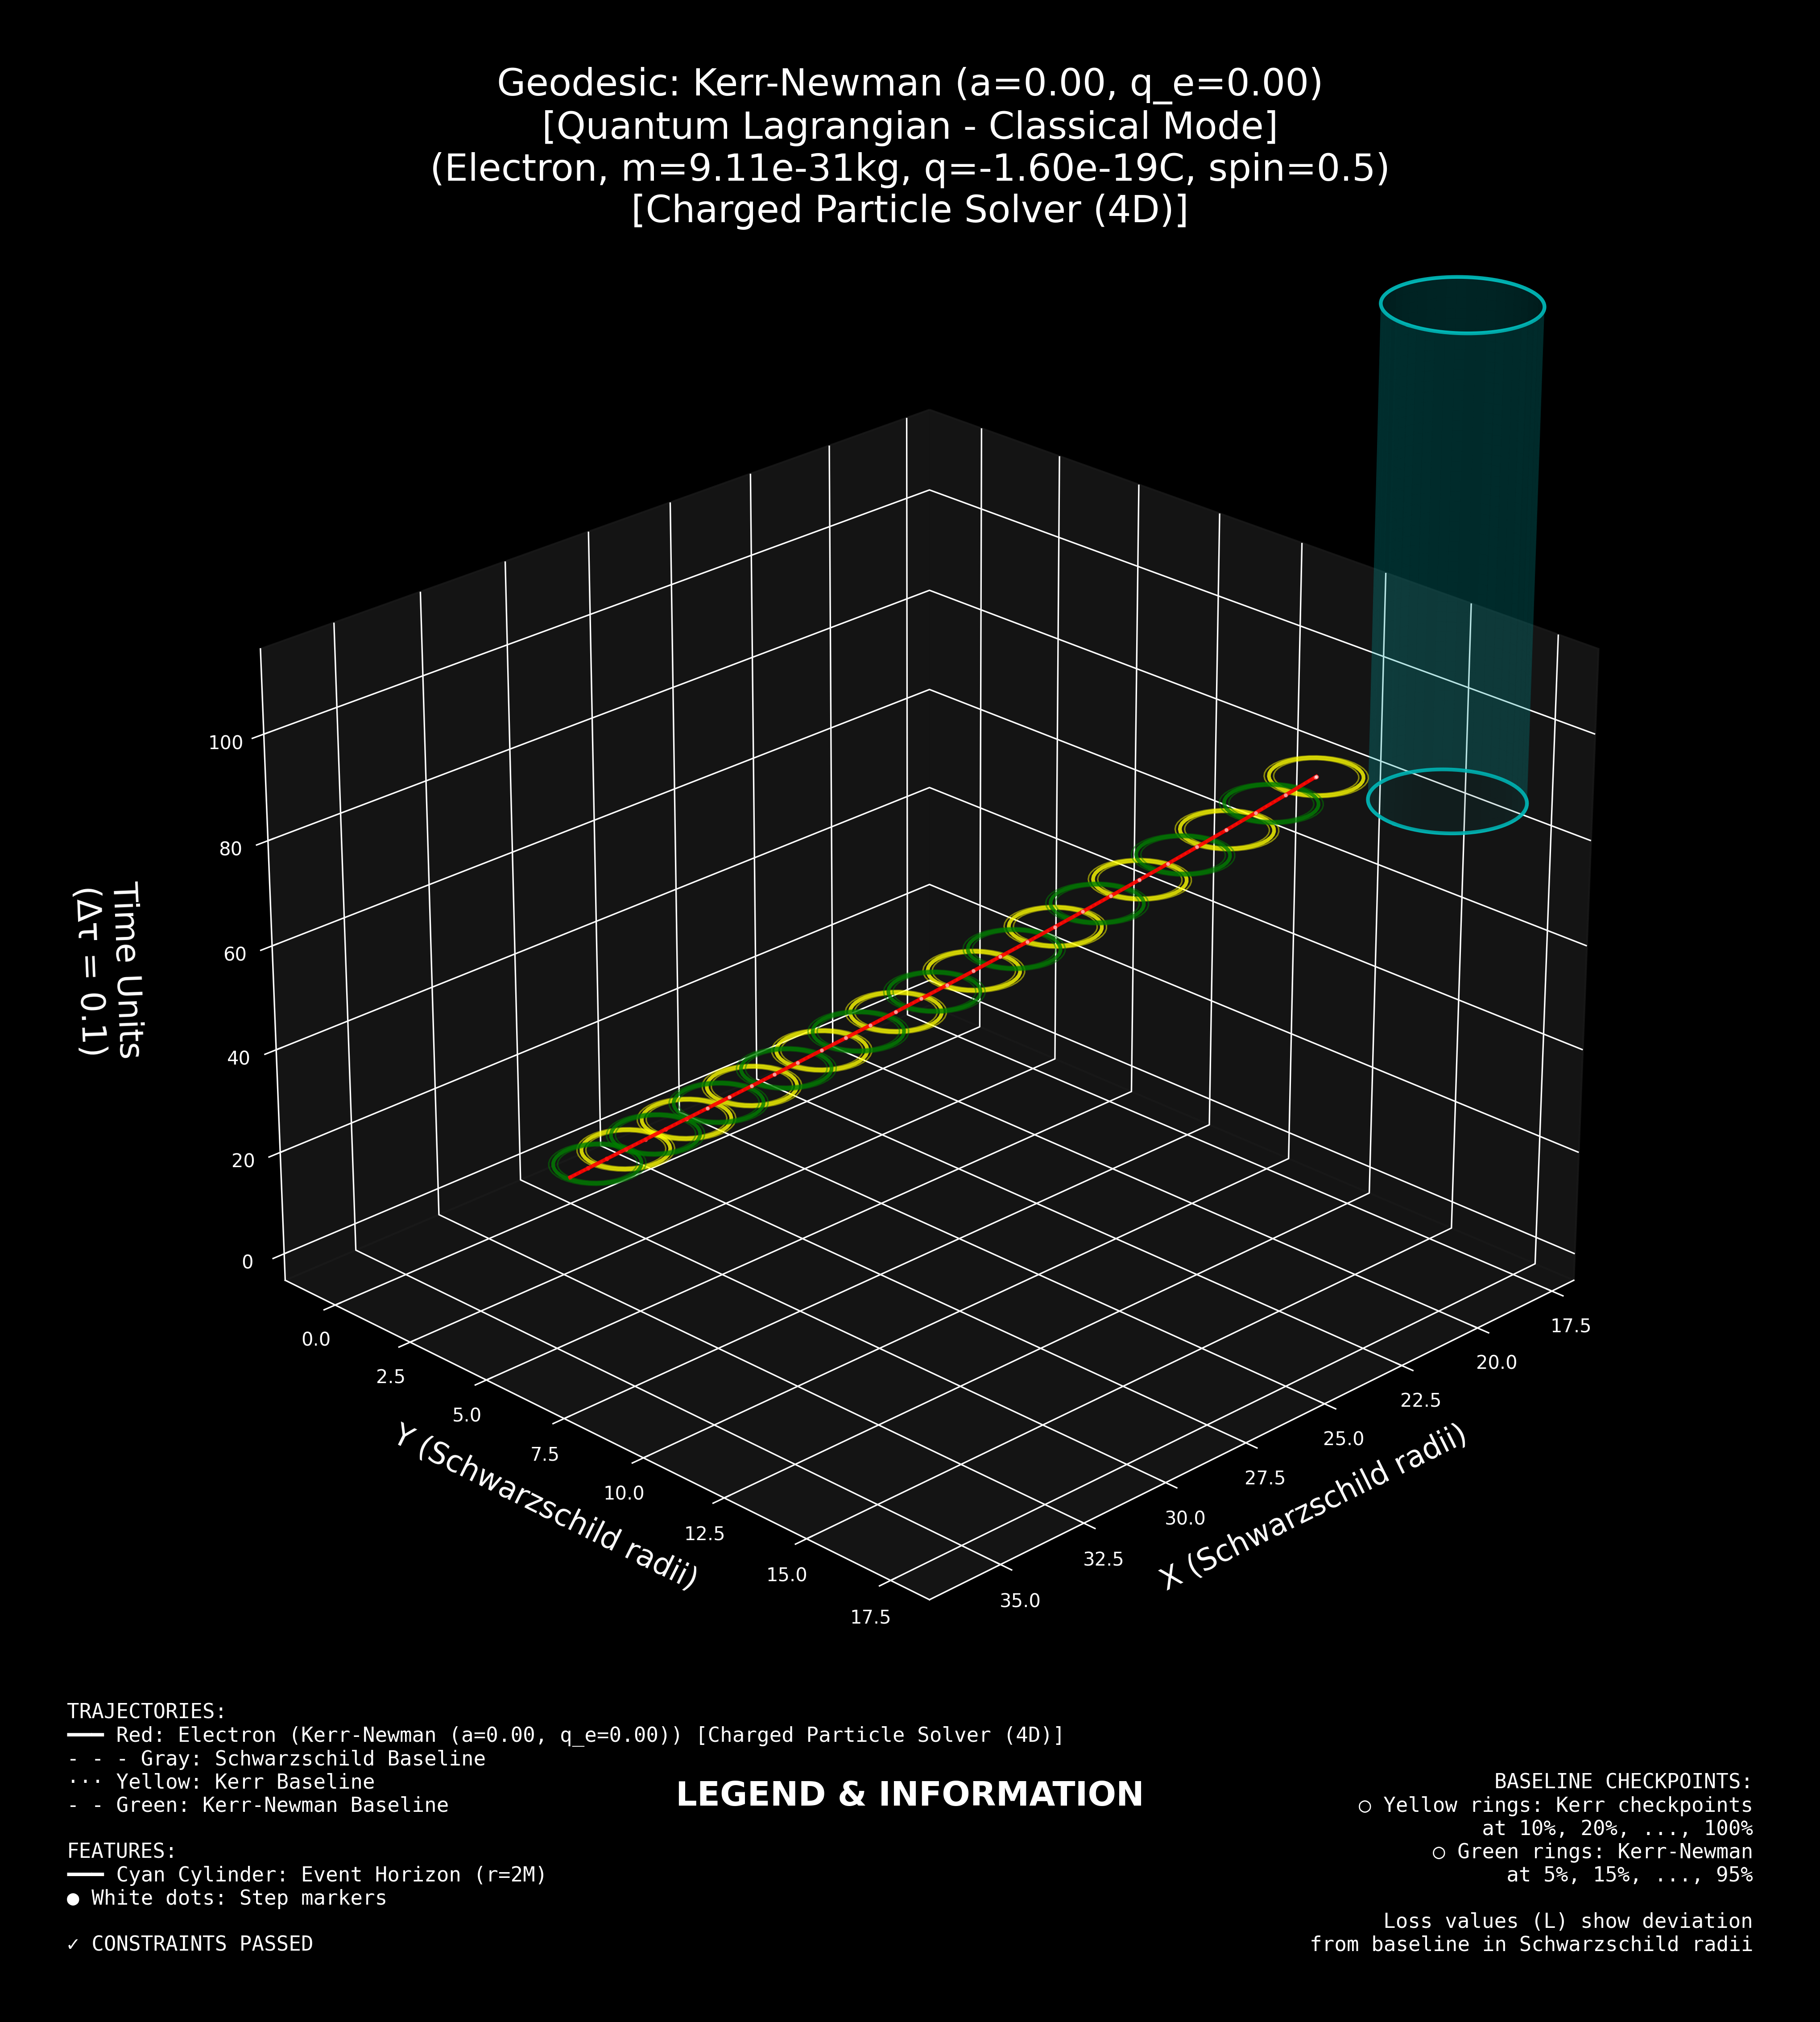 Geodesic: Kerr-Newman (a=0.00, q_e=0.00)
[Quantum Lagrangian - Classical Mode]
(Electron, m=9.11e-31kg, q=-1.60e-19C, spin=0.5)
[Charged Particle Solver (4D)]
100
80
60
40
20
0
Time Units
(Δτ = 0.1)
0.0
2.5
5.0
7.5
10.0
12.5
15.0
17.5
Y (Schwarzschild radii)
17.5
20.0
22.5
25.0
27.5
30.0
32.5
35.0
X (Schwarzschild radii)
TRAJECTORIES:
━━━ Red: Electron (Kerr-Newman (a=0.00, q_e=0.00)) [Charged Particle Solver (4D)]
- - - Gray: Schwarzschild Baseline
··· Yellow: Kerr Baseline
- - Green: Kerr-Newman Baseline
FEATURES:
━━━ Cyan Cylinder: Event Horizon (r=2M)
● White dots: Step markers
✓ CONSTRAINTS PASSED
LEGEND & INFORMATION
BASELINE CHECKPOINTS:
○ Yellow rings: Kerr checkpoints
at 10%, 20%, ..., 100%
○ Green rings: Kerr-Newman
at 5%, 15%, ..., 95%
Loss values (L) show deviation
from baseline in Schwarzschild radii